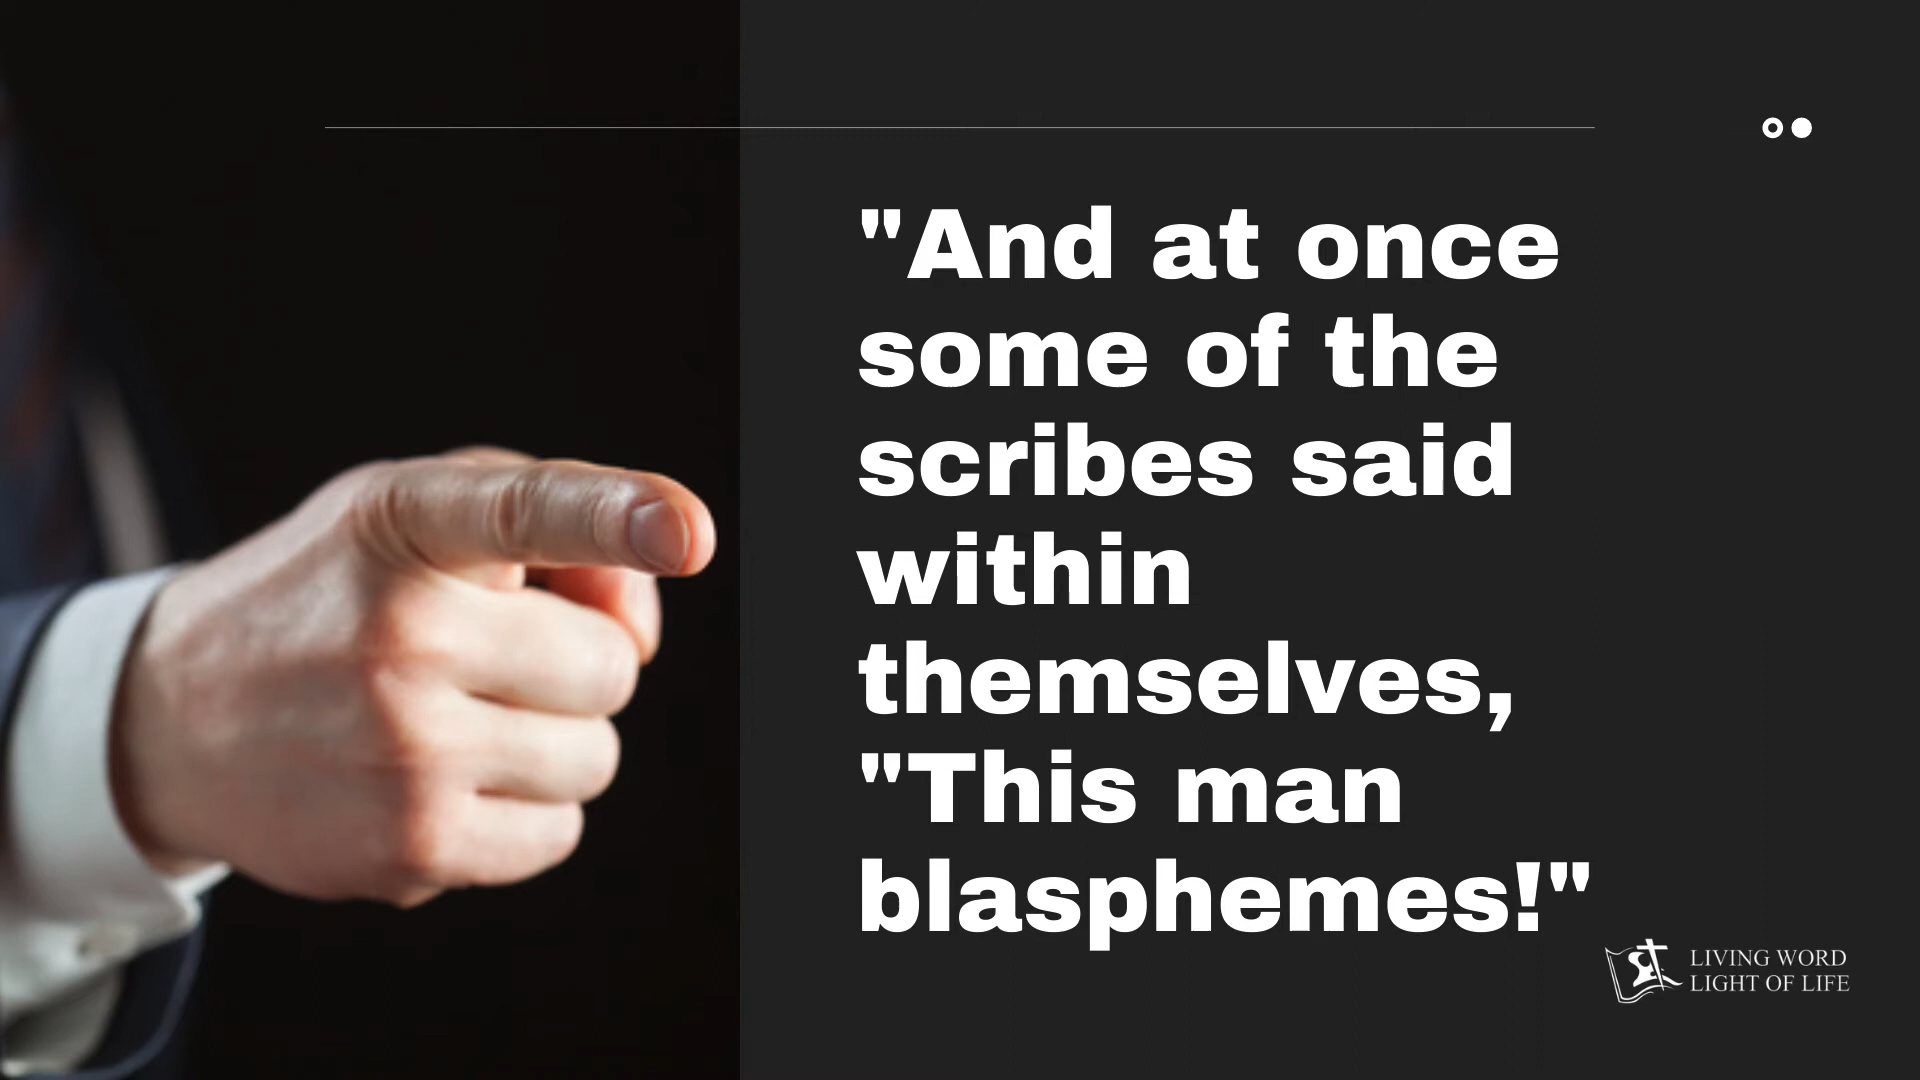 "And at once
some of the
scribes said
within
themselves,
"This man
blasphemes!"
LIVING WORD
LIGHT OF LIFE